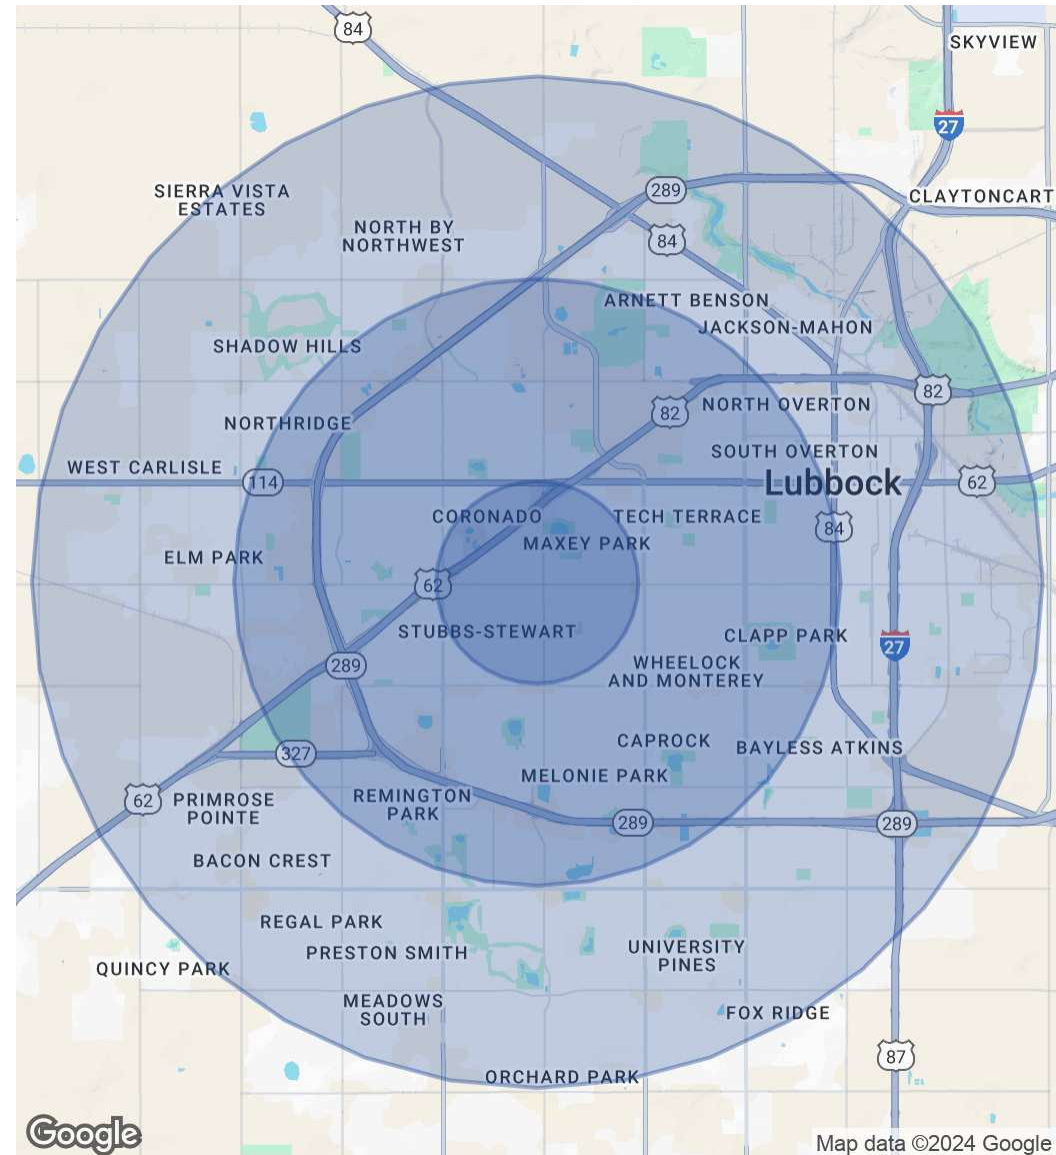 84
SKYVIEW
27
SIERRA VISTA
ESTATES
289
CLAYTONCART
NORTH BY
NORTHWEST
84
ARNETT BENSON
JACKSON-MAHON
SHADOW HILLS
82
82
NORTH OVERTON
NORTHRIDGE
SOUTH OVERTON
WEST CARLISLE
114
Lubbock
62
CORONADO
TECH TERRACE
84
MAXEY PARK
ELM PARK
62
STUBBS-STEWART
CLAPP PARK
27
289
WHEELOCK
AND MONTEREY
CAPROCK
BAYLESS ATKINS
327
MELONIE PARK
62
PRIMROSE
POINTE
REMINGTON
PARK
289
289
BACON CREST
REGAL PARK
PRESTON SMITH
UNIVERSITY
PINES
QUINCY PARK
MEADOWS
SOUTH
FOX RIDGE
87
ORCHARD PARK
Google
Map data ©2024 Google